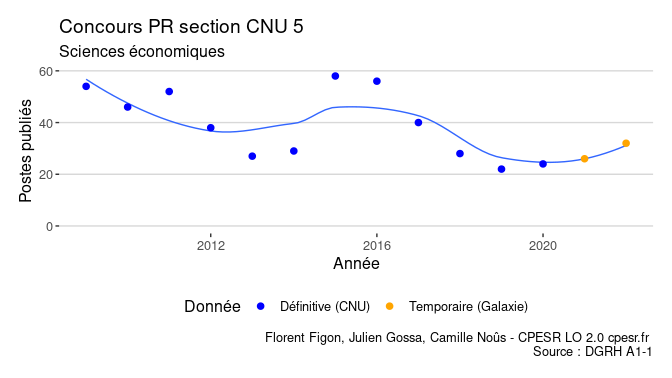 Concours PR section CNU 5
Sciences économiques
Postes publiés
60
40
20
0
2012
2016
2020
Année
Donnée
Définitive (CNU)
Temporaire (Galaxie)
Florent Figon, Julien Gossa, Camille Noûs - CPESR LO 2.0 cpesr.fr
Source : DGRH A1-1